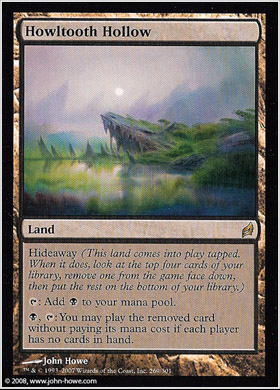 Howltooth Hollow
Land
Hideaway (This land comes into play tapped.
When it does, look at the top four cards of your
library, remove one from the game face down,
then put the rest on the bottom of your library.)
: Add to your mana pool.
, : You may play the removed card
without paying its mana cost if each player
has no cards in hand.
John Howe
™ & © 1993-2007 Wizards of the Coast, Inc. 269/301
© 2008, www.john-howe.com